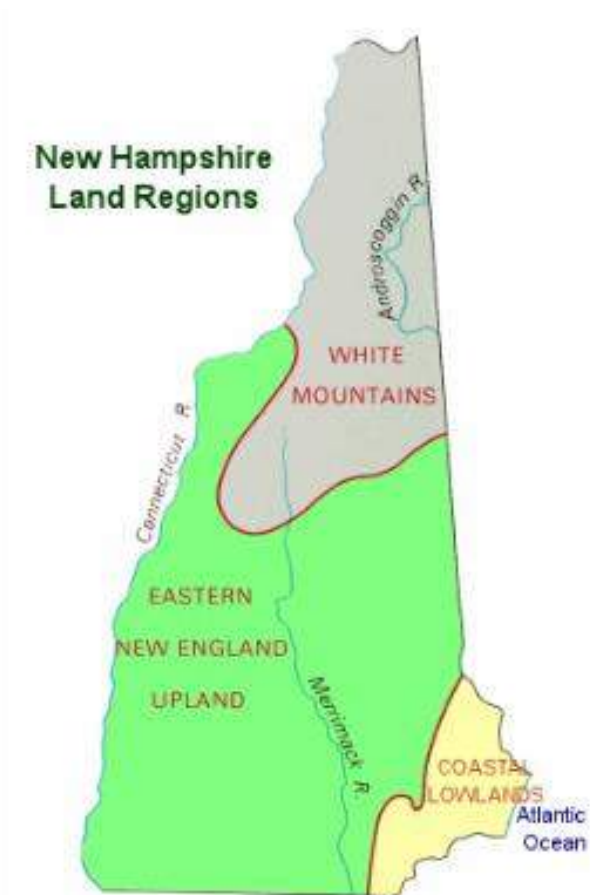 New Hampshire
Land Regions
Androscoggin R.
WHITE
MOUNTAINS
Connecticut R.
EASTERN
NEW ENGLAND
UPLAND
Merrimack R.
COASTAL
LOWLANDS
Atlantic
Ocean